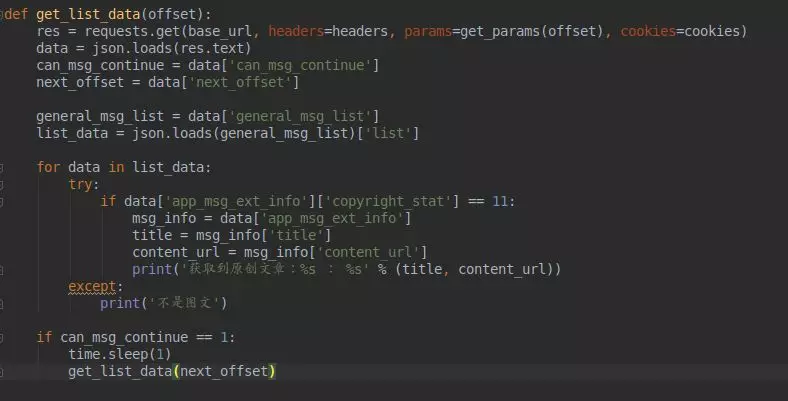 def get_list_data(offset):
    res = requests.get(base_url, headers=headers, params=get_params(offset), cookies=cookies)
    data = json.loads(res.text)
    can_msg_continue = data['can_msg_continue']
    next_offset = data['next_offset']

    general_msg_list = data['general_msg_list']
    list_data = json.loads(general_msg_list)['list']

    for data in list_data:
        try:
            if data['app_msg_ext_info']['copyright_stat'] == 11:
                msg_info = data['app_msg_ext_info']
                title = msg_info['title']
                content_url = msg_info['content_url']
                print('获取到原创文章：%s ： %s' % (title, content_url))
        except:
            print('不是图文')

    if can_msg_continue == 1:
        time.sleep(1)
        get_list_data(next_offset)